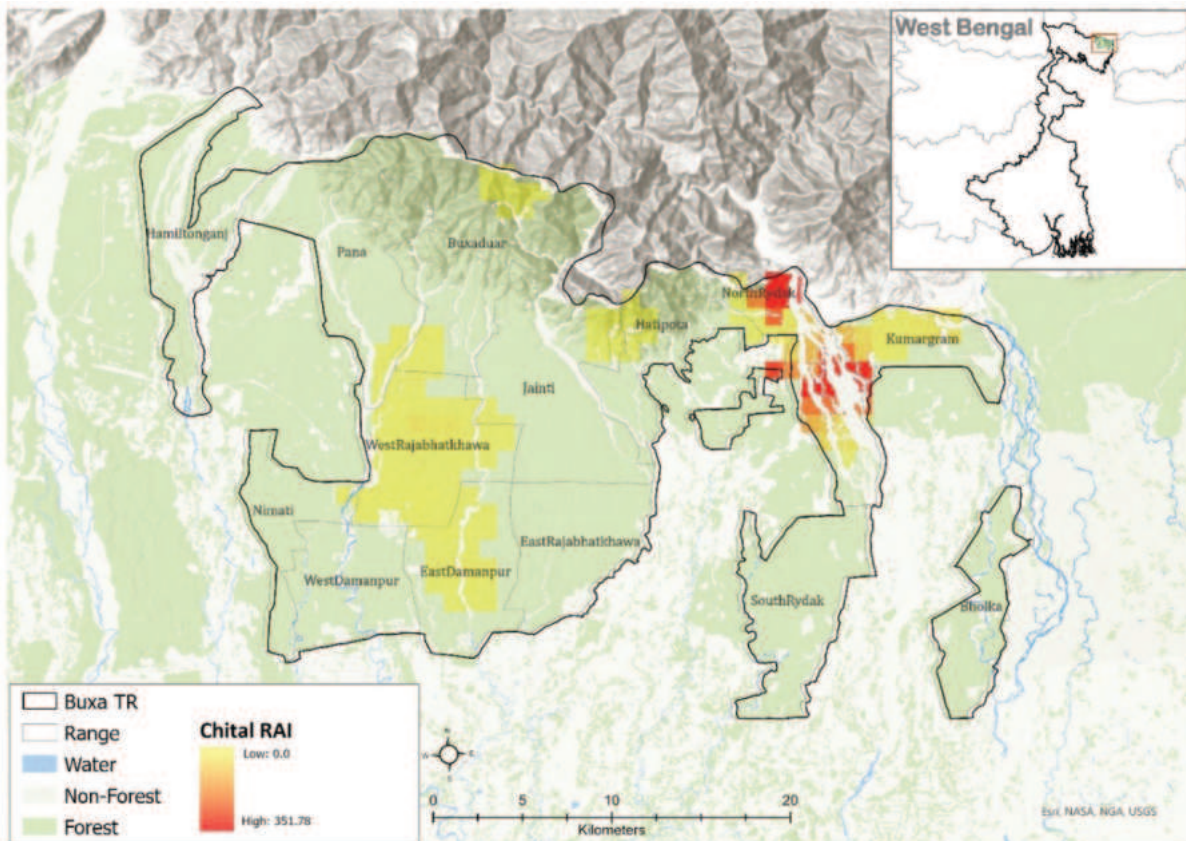 West Bengal
Hamiltonganj
Pana
Buxaduar
NorthRydak
Hatipota
Kumargram
Jainti
WestRajabhatkhawa
Nimati
EastRajabhatkhawa
WestDamanpur
EastDamanpur
SouthRydak
Bholka
Buxa TR
Range
Water
Non-Forest
Forest
Chital RAI
Low: 0.0
High: 351.78
N
W
E
S
0 5 10 20
Kilometers
Esri, NASA, NGA, USGS